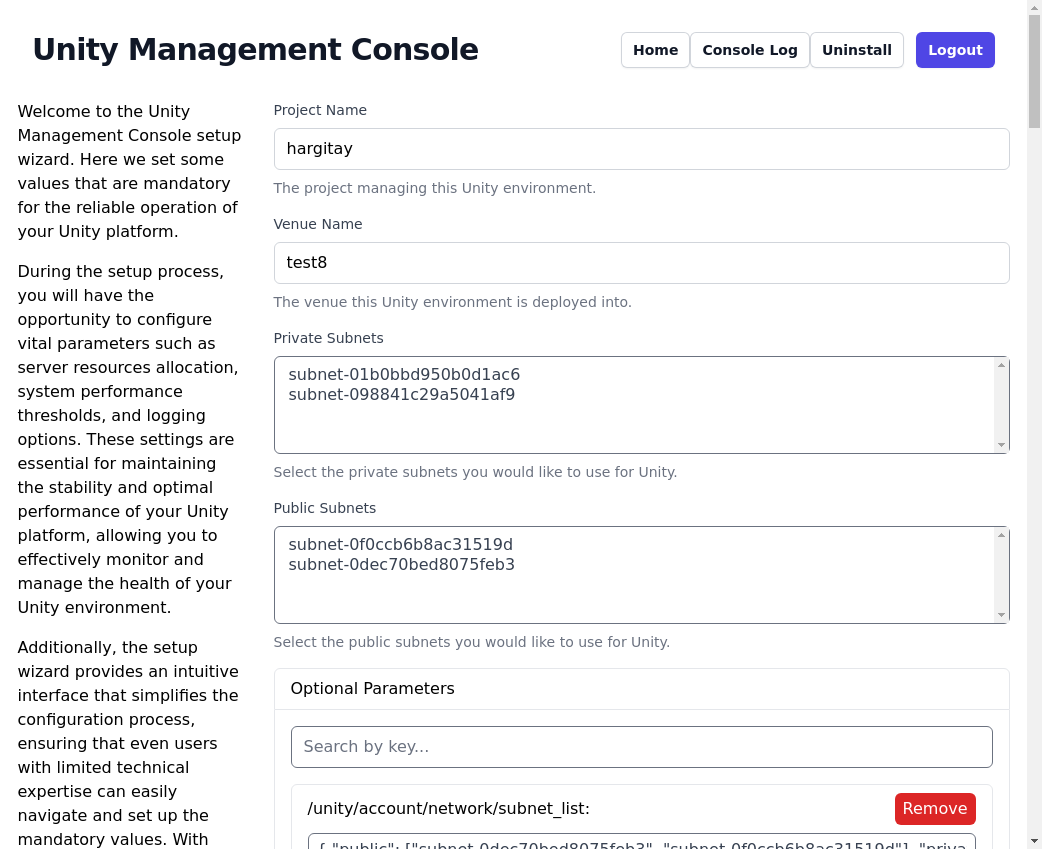 Unity Management Console
Home
Console Log
Uninstall
Logout
Welcome to the Unity
Management Console setup
wizard. Here we set some
values that are mandatory
for the reliable operation of
your Unity platform.
During the setup process,
you will have the
opportunity to configure
vital parameters such as
server resources allocation,
system performance
thresholds, and logging
options. These settings are
essential for maintaining
the stability and optimal
performance of your Unity
platform, allowing you to
effectively monitor and
manage the health of your
Unity environment.
Additionally, the setup
wizard provides an intuitive
interface that simplifies the
configuration process,
ensuring that even users
with limited technical
expertise can easily
navigate and set up the
mandatory values. With
Project Name
hargitay
The project managing this Unity environment.
Venue Name
test8
The venue this Unity environment is deployed into.
Private Subnets
subnet-01b0bbd950b0d1ac6
subnet-098841c29a5041af9
Select the private subnets you would like to use for Unity.
Public Subnets
subnet-0f0ccb6b8ac31519d
subnet-0dec70bed8075feb3
Select the public subnets you would like to use for Unity.
Optional Parameters
Search by key...
/unity/account/network/subnet_list:
Remove
{ "public": ["subnet-0dec70bed8075feb3", "subnet-0f0ccb6b8ac31519d"], "priva